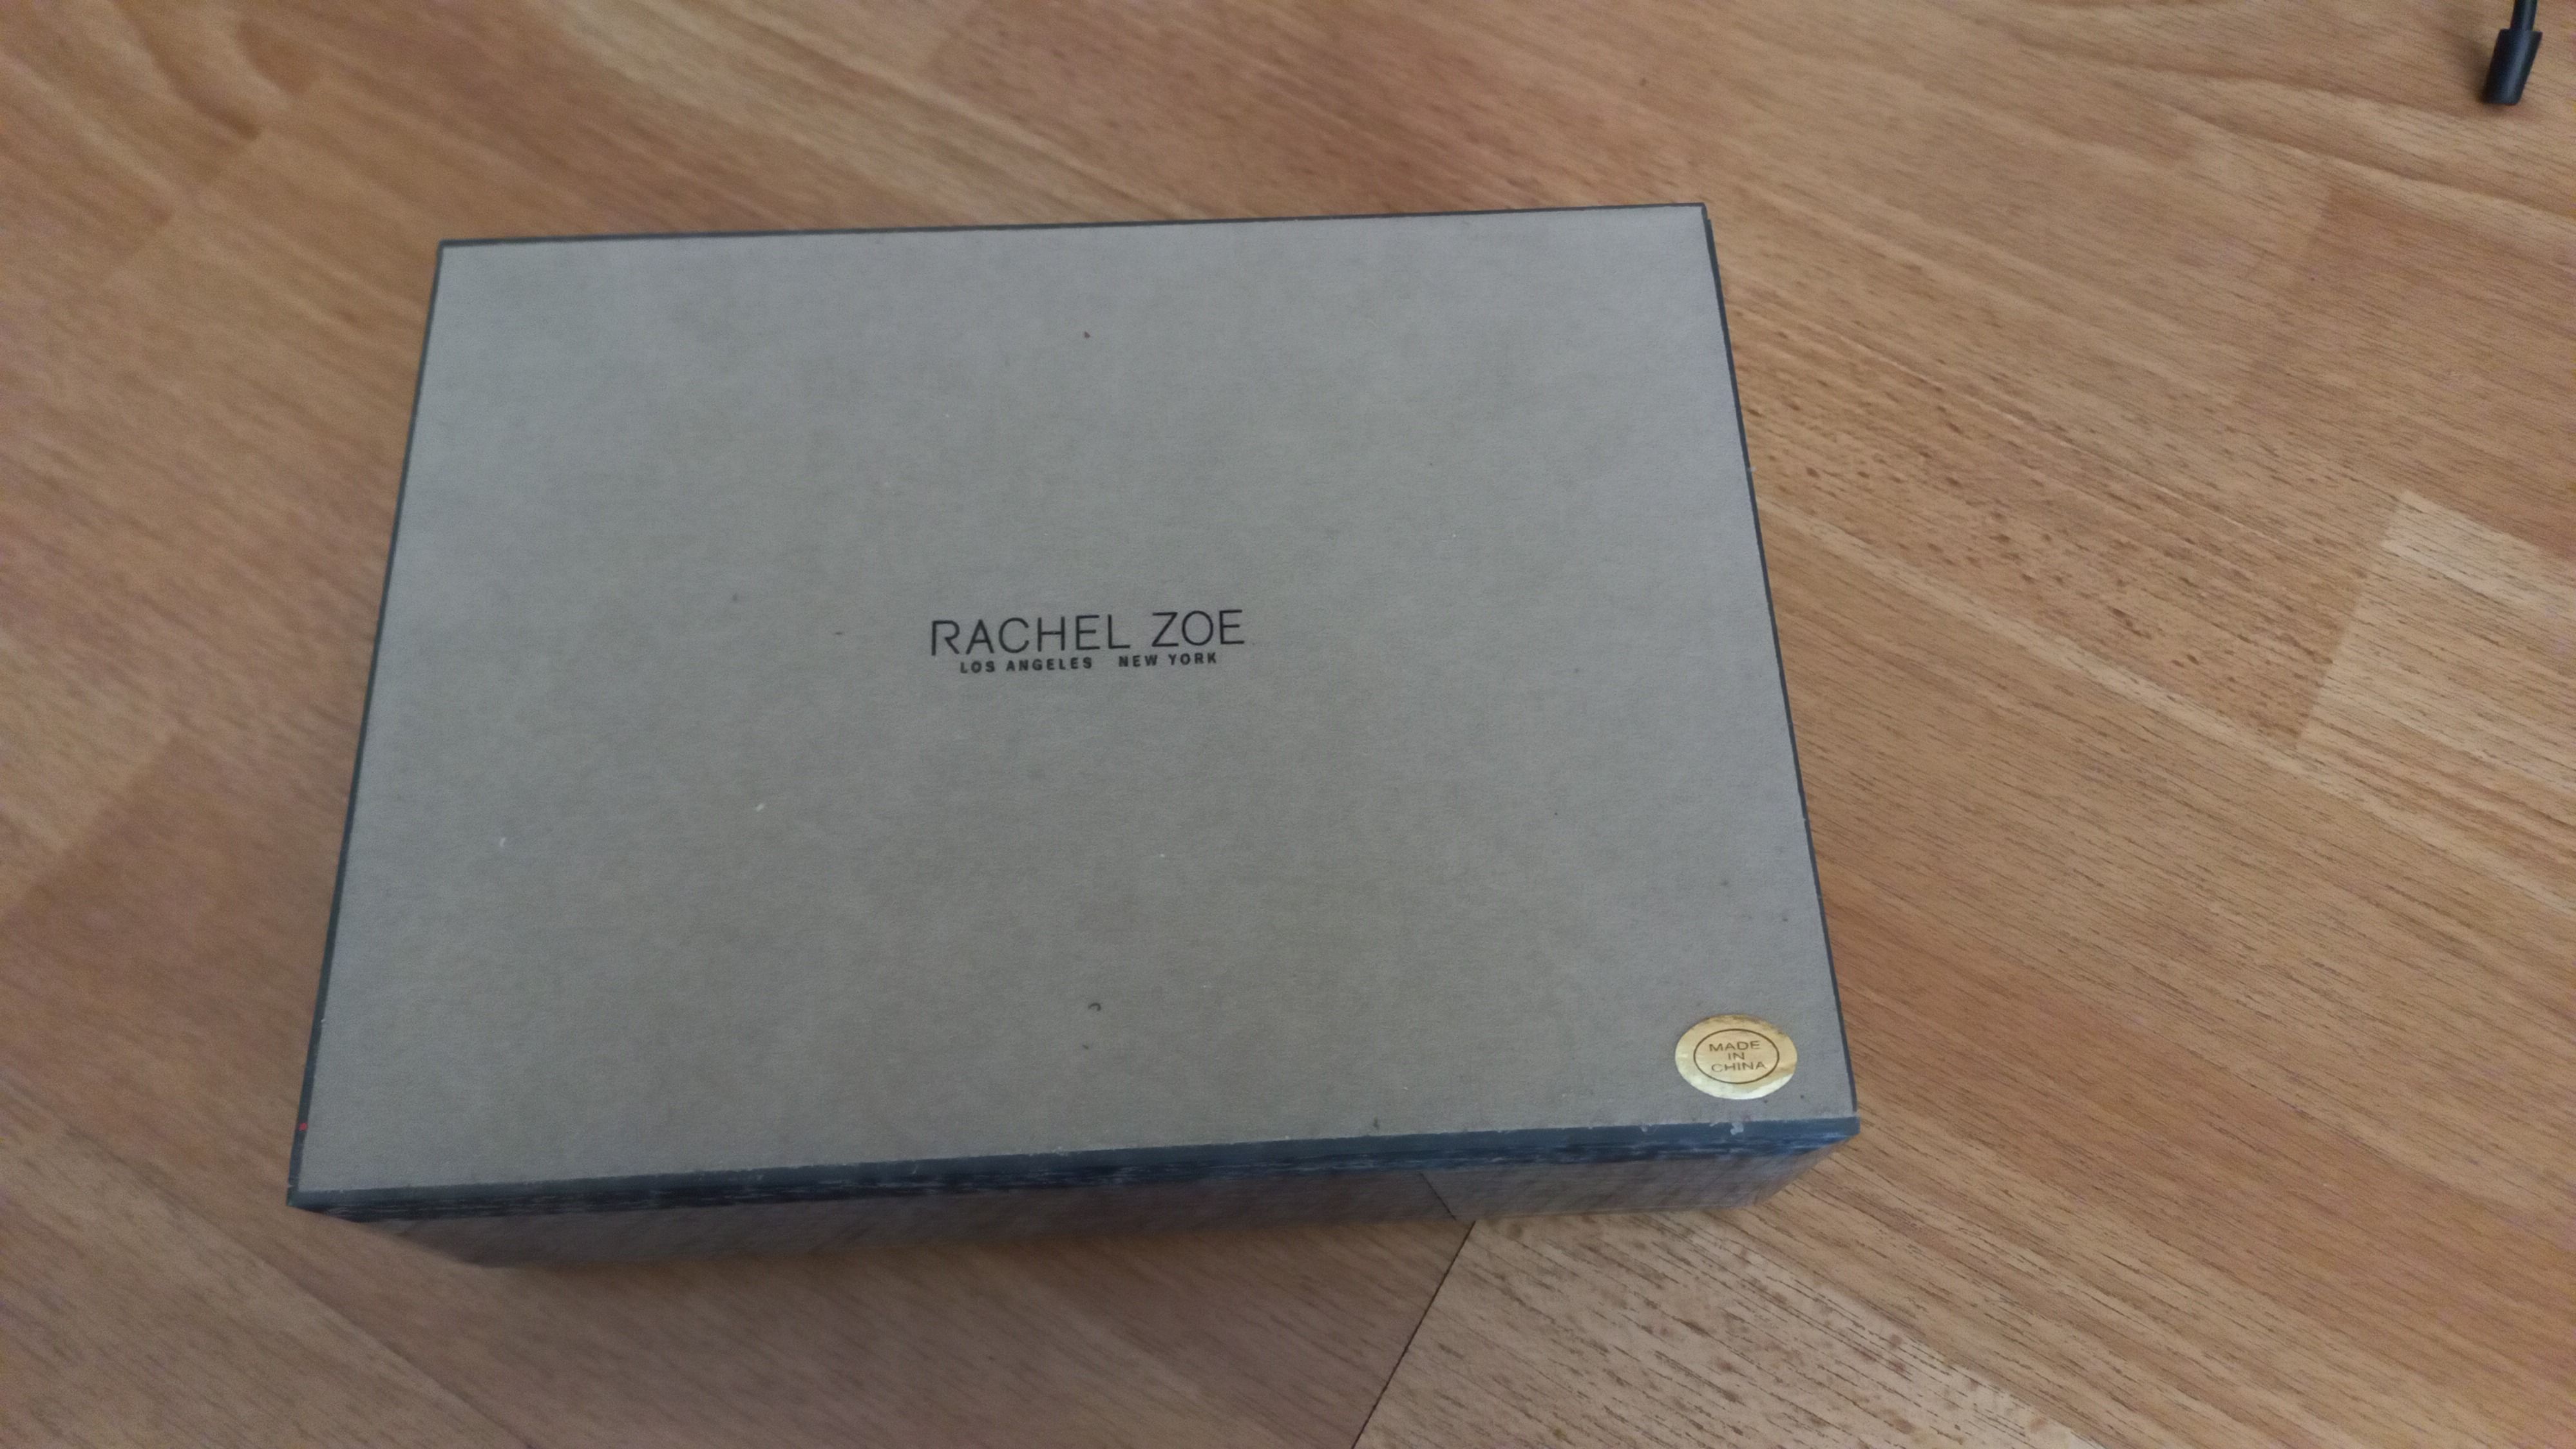 RACHEL ZOE
LOS ANGELES NEW YORK
MADE
IN
CHINA